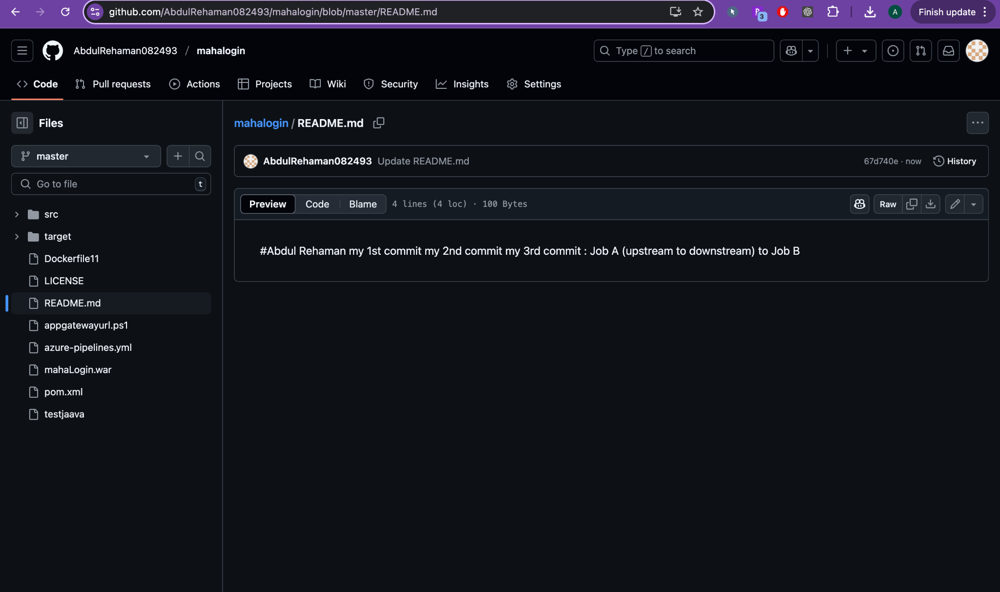 github.com/AbdulRehaman082493/mahalogin/blob/master/README.md
3
A
Finish update
AbdulRehaman082493 / mahalogin
Type / to search
Code
Pull requests
Actions
Projects
Wiki
Security
Insights
Settings
Files
master
Go to file
t
src
target
Dockerfile11
LICENSE
README.md
appgatewayurl.ps1
azure-pipelines.yml
mahaLogin.war
pom.xml
testjaava
mahalogin / README.md
AbdulRehaman082493 Update README.md
67d740e · now
History
Preview
Code
Blame
4 lines (4 loc) · 100 Bytes
Raw
#Abdul Rehaman my 1st commit my 2nd commit my 3rd commit : Job A (upstream to downstream) to Job B